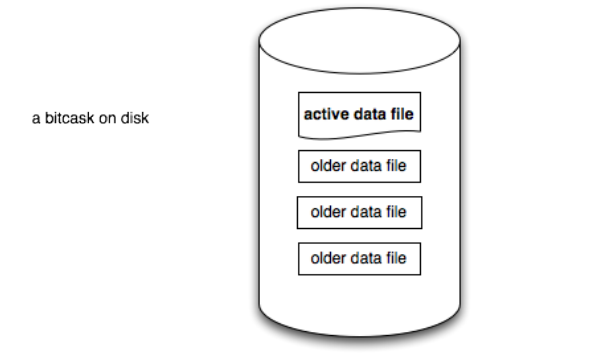 a bitcask on disk
active data file
older data file
older data file
older data file